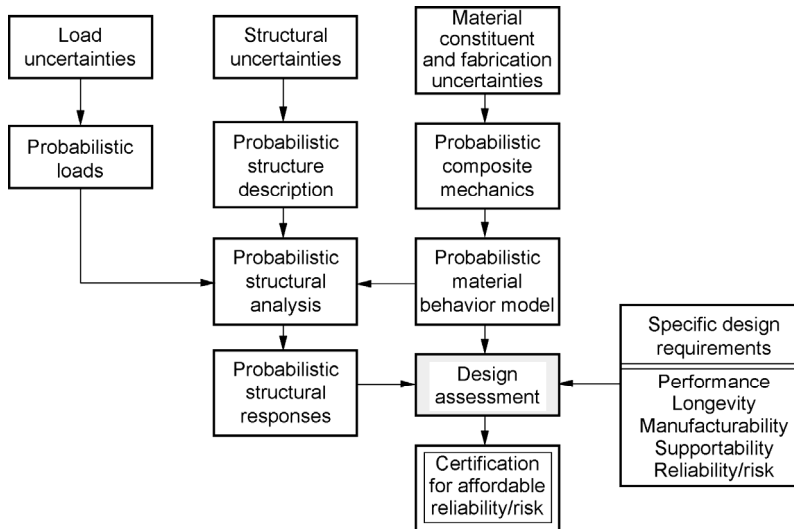 Load
uncertainties
Structural
uncertainties
Material
constituent
and fabrication
uncertainties
Probabilistic
loads
Probabilistic
structure
description
Probabilistic
composite
mechanics
Probabilistic
structural
analysis
Probabilistic
material
behavior model
Specific design
requirements
Performance
Longevity
Manufacturability
Supportability
Reliability/risk
Probabilistic
structural
responses
Design
assessment
Certification
for affordable
reliability/risk